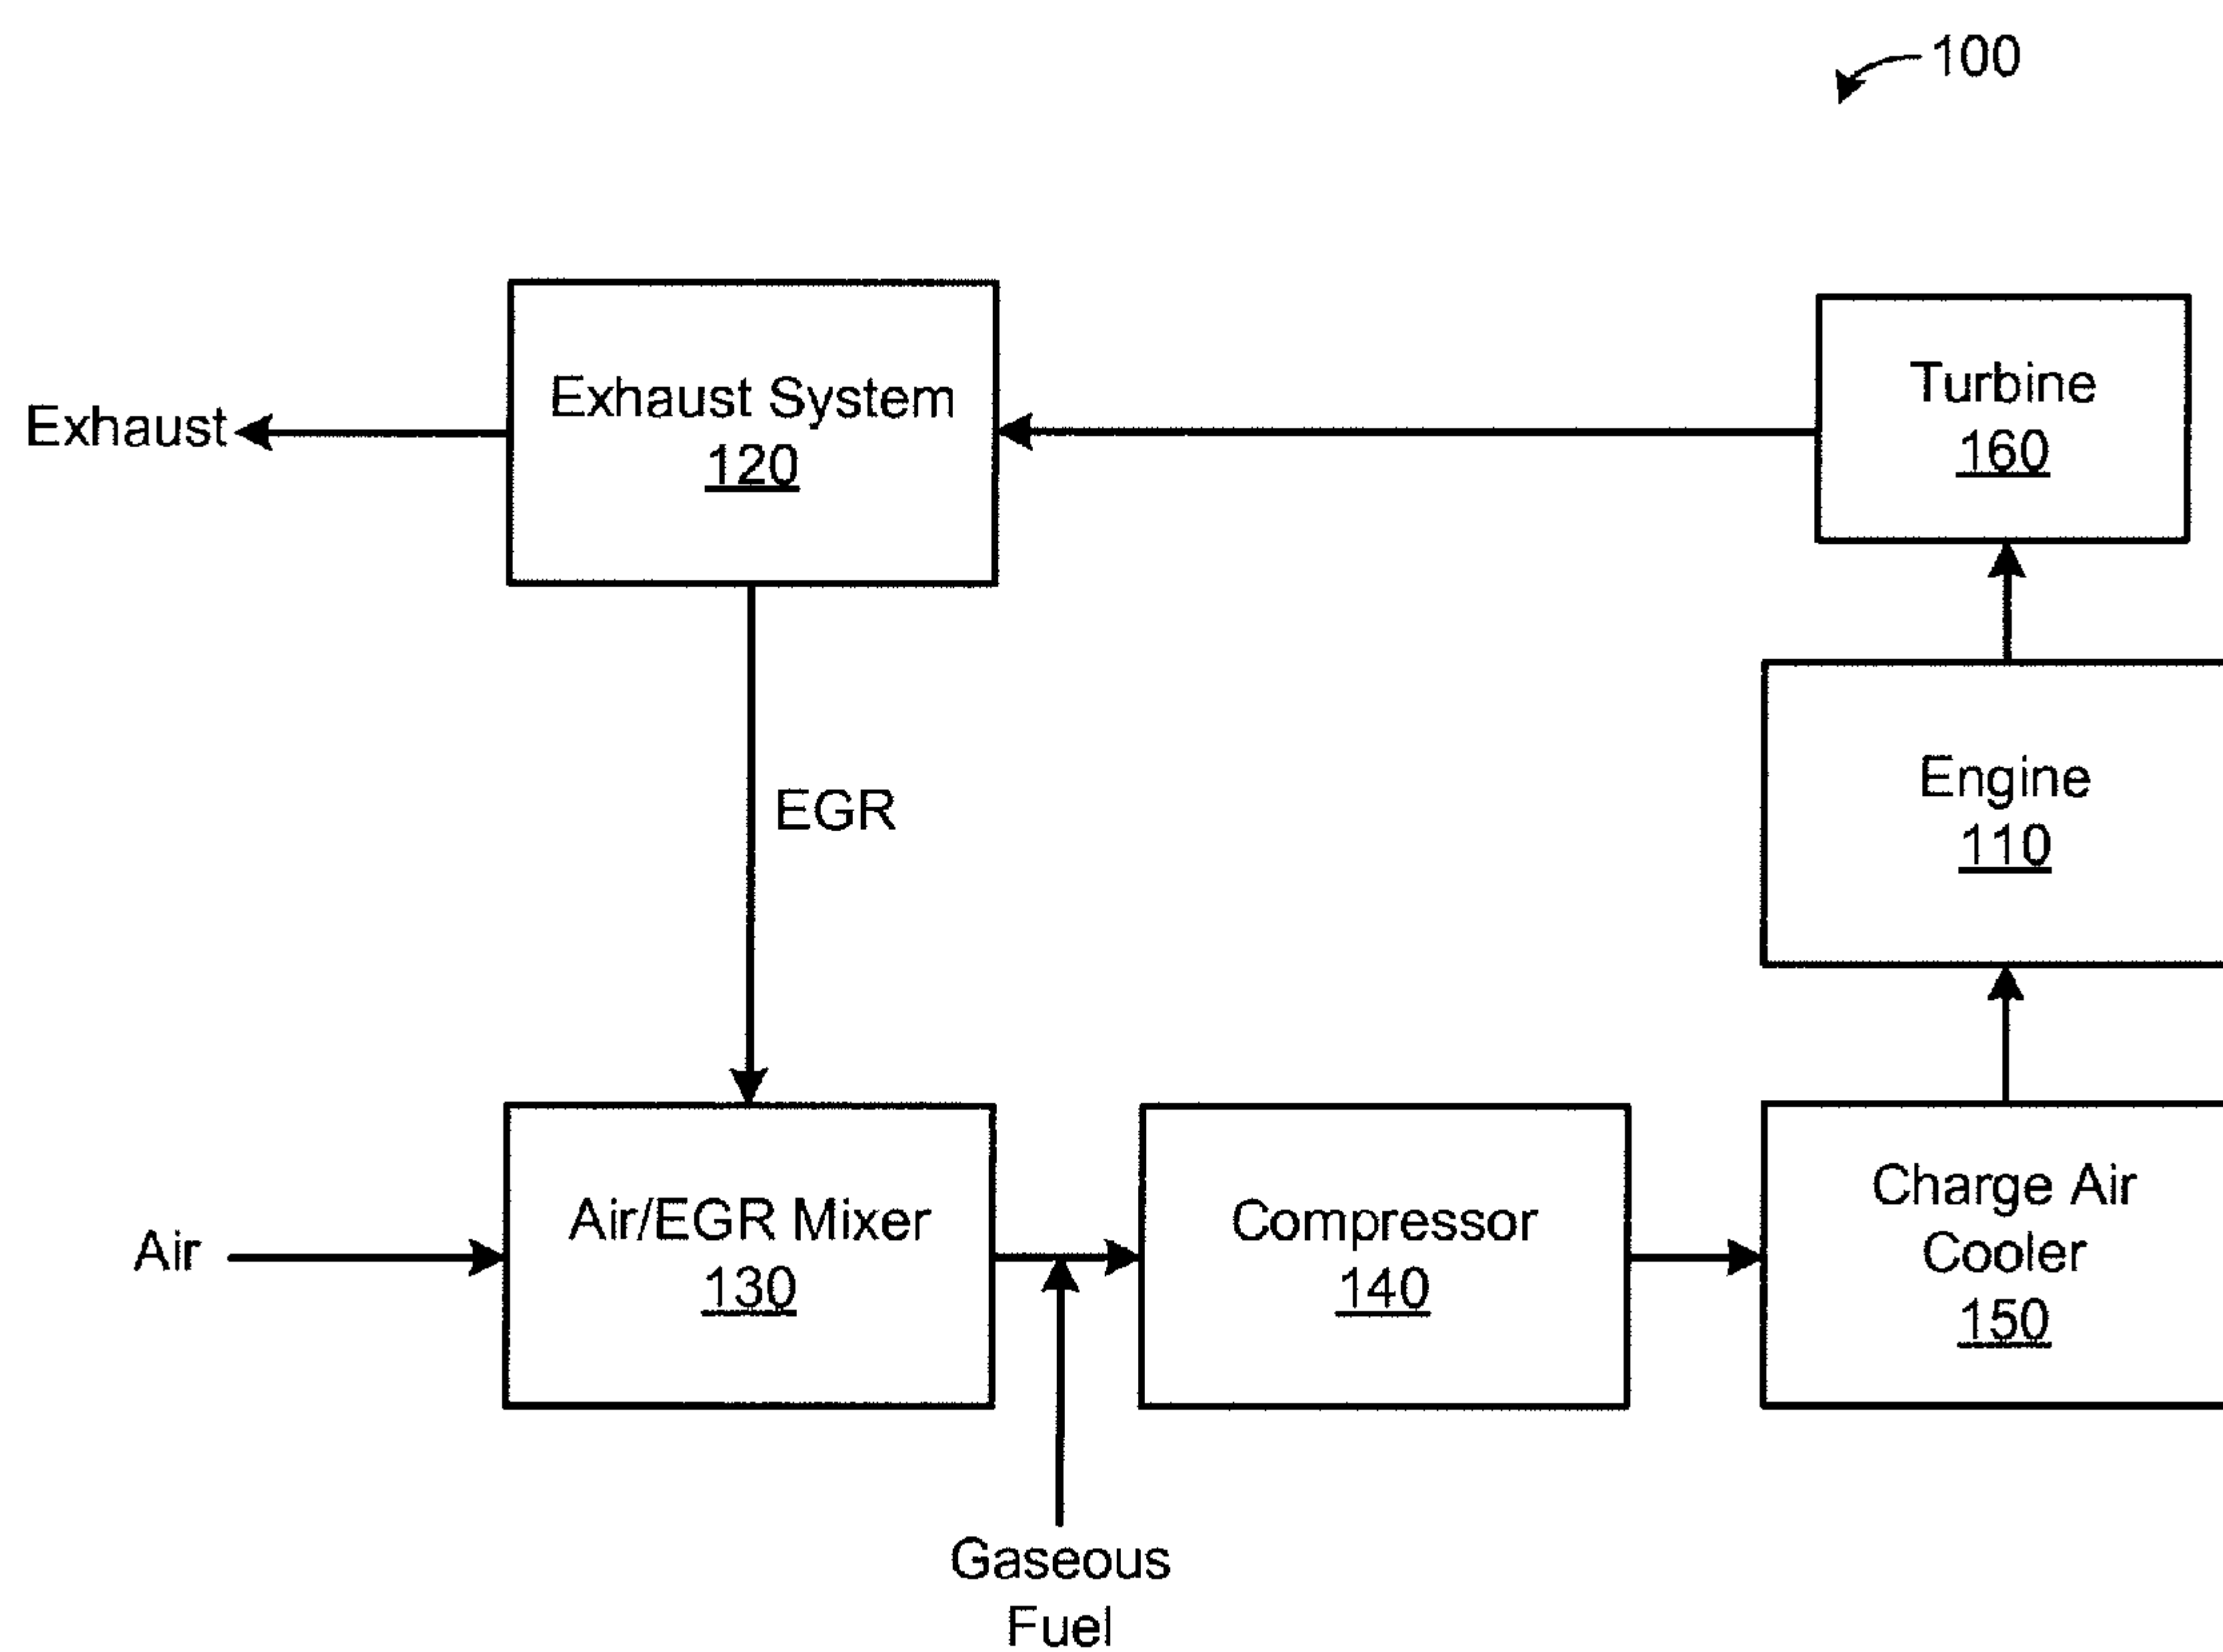 100
Exhaust System
120
Turbine
160
Exhaust
EGR
Engine
110
Air
Air/EGR Mixer
130
Compressor
140
Charge Air
Cooler
150
Gaseous
Fuel